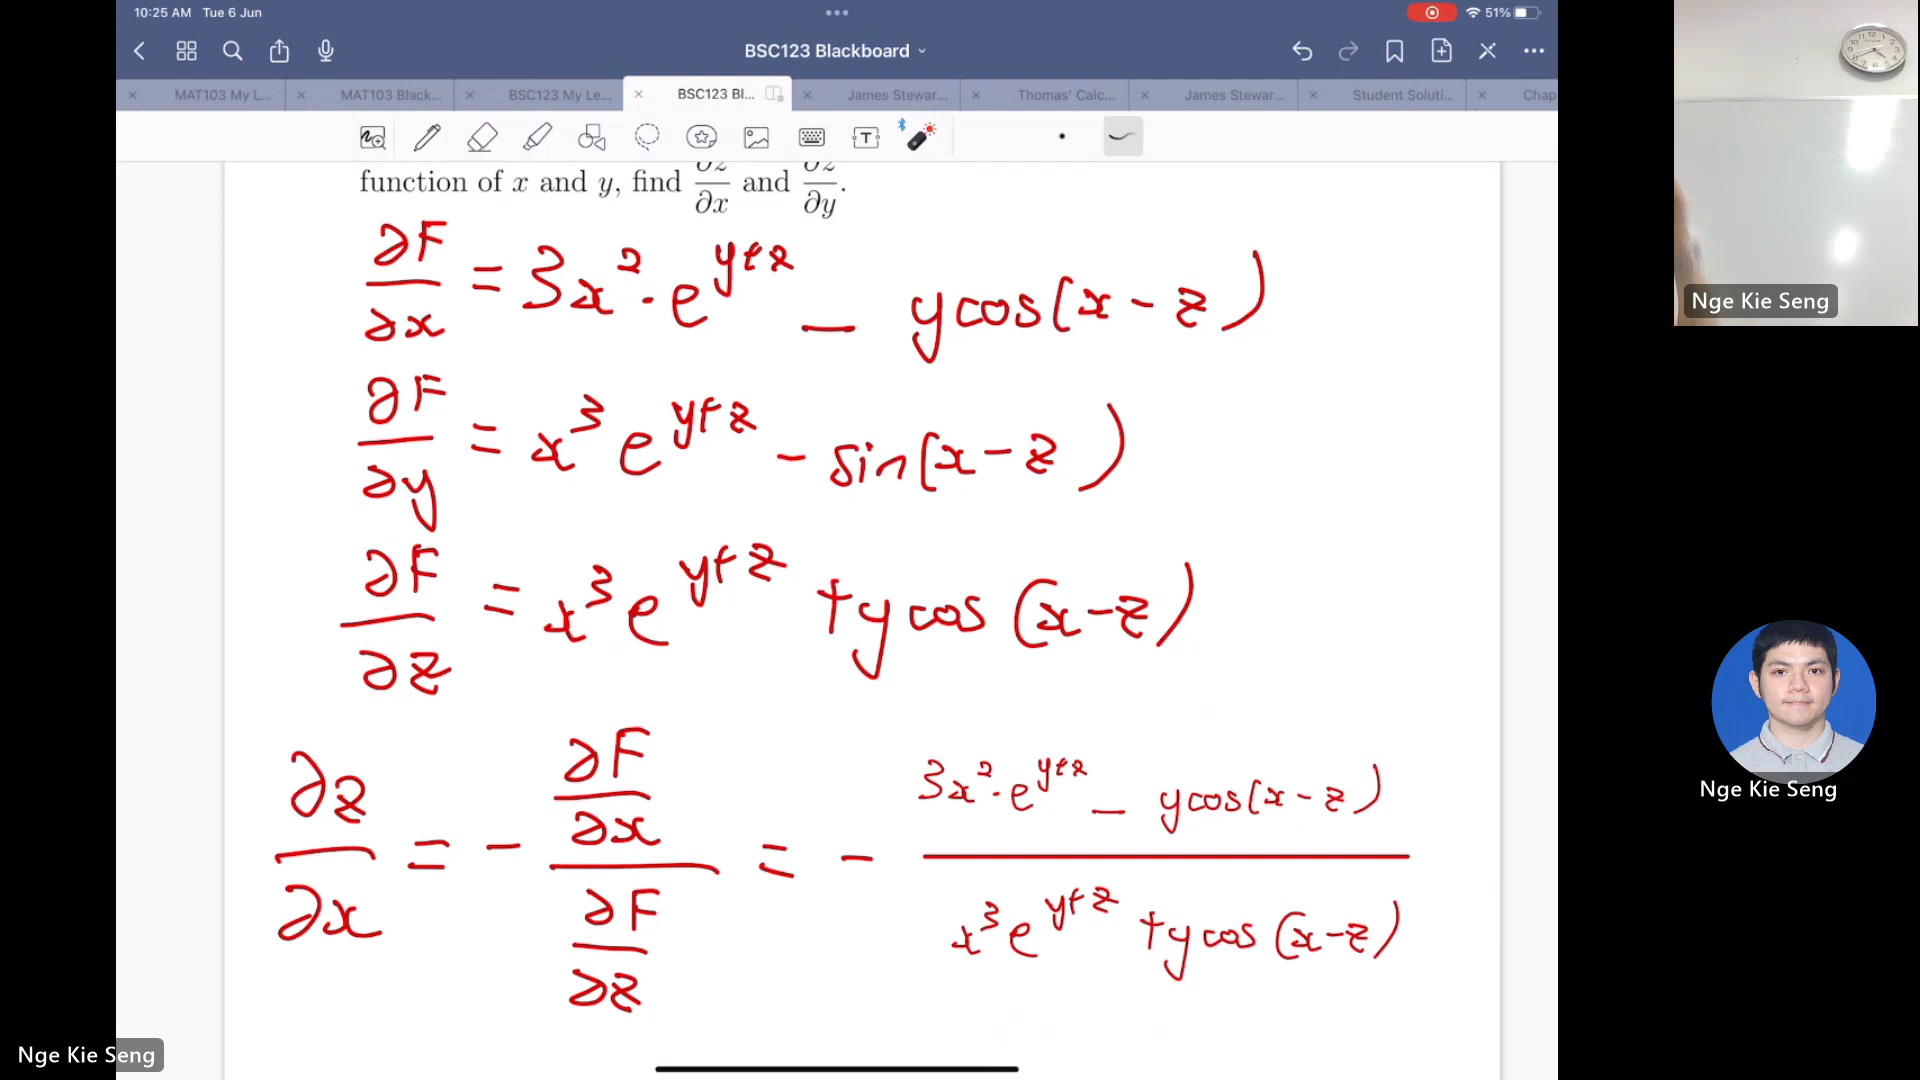 10:25 AM Tue 6 Jun
51%
BSC123 Blackboard
MAT103 My L...
MAT103 Black...
BSC123 My Le...
BSC123 Bl...
James Stewar...
Thomas' Calc...
James Stewar...
Student Soluti...
Chap
function of x and y, find ∂z/∂x and ∂z/∂y.
∂F/∂x = 3x²·e^(y+z) − ycos(x−z)
∂F/∂y = x³e^(y+z) − sin(x−z)
∂F/∂z = x³e^(y+z) + ycos(x−z)
∂z/∂x = − (∂F/∂x)/(∂F/∂z) = − (3x²·e^(y+z) − ycos(x−z))/(x³e^(y+z) + ycos(x−z))
Nge Kie Seng
Nge Kie Seng
Nge Kie Seng